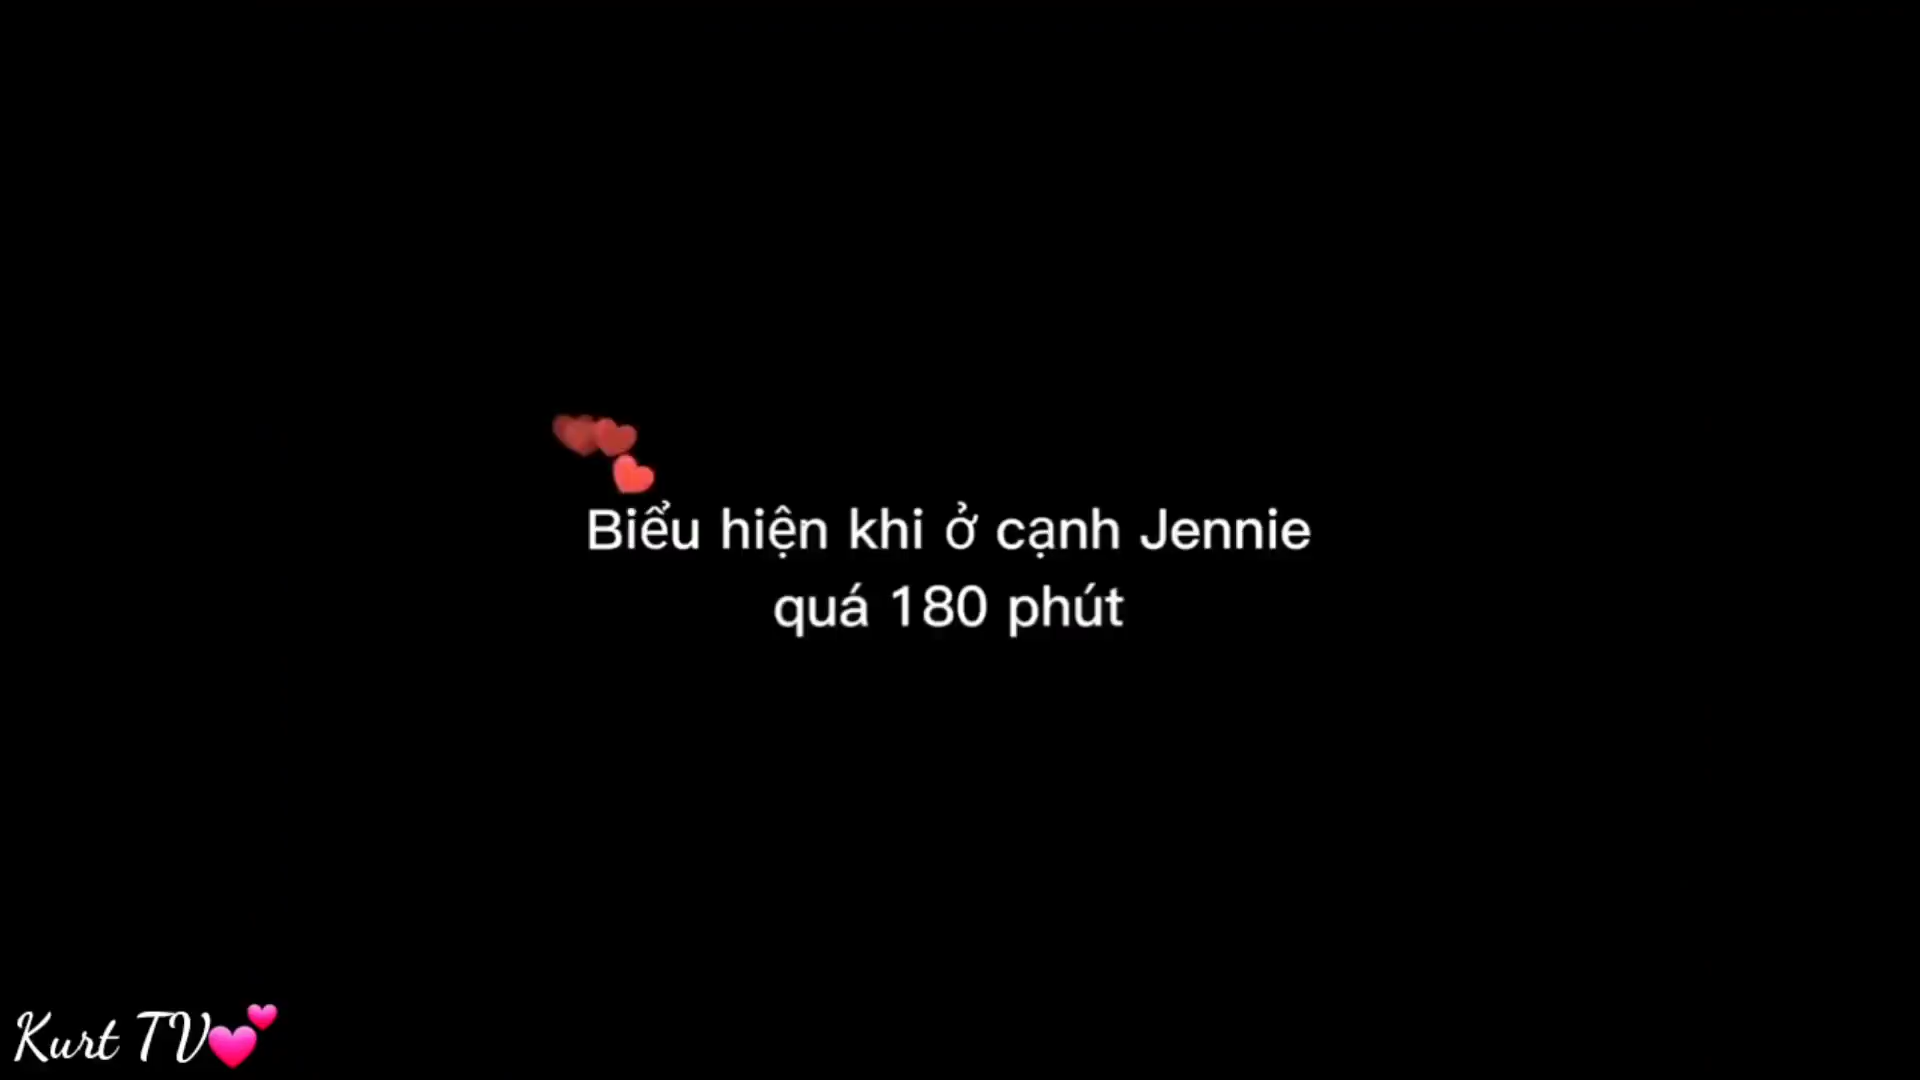 Biểu hiện khi ở cạnh Jennie
quá 180 phút
Kurt TV